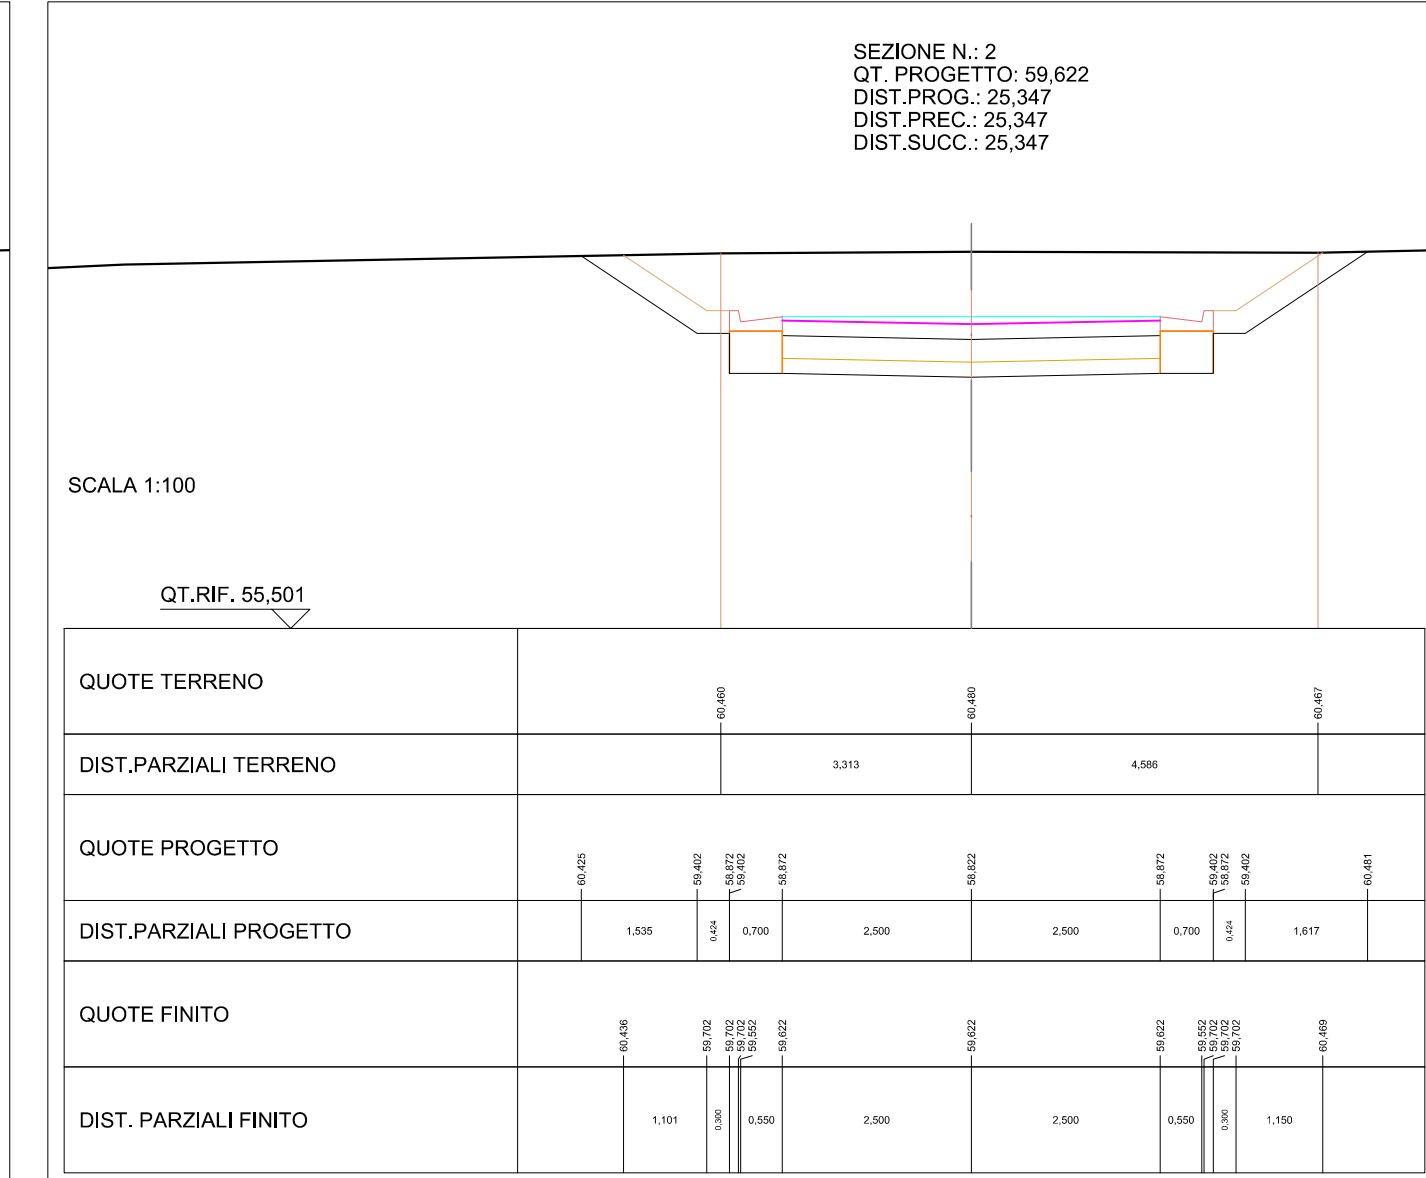 SEZIONE N.: 2
QT. PROGETTO: 59,622
DIST.PROG.: 25,347
DIST.PREC.: 25,347
DIST.SUCC.: 25,347
SCALA 1:100
QT.RIF. 55,501
QUOTE TERRENO
60,460 60,480 60,467
DIST.PARZIALI TERRENO
3,313 4,586
QUOTE PROGETTO
60,425 59,402 58,872 59,402 58,872 58,822 58,872 59,402 58,872 59,402 60,481
DIST.PARZIALI PROGETTO
1,535 0,424 0,700 2,500 2,500 0,700 0,424 1,617
QUOTE FINITO
60,436 59,702 59,702 59,702 59,552 59,622 59,622 59,622 59,552 59,702 59,702 59,702 60,469
DIST. PARZIALI FINITO
1,101 0,300 0,550 2,500 2,500 0,550 0,300 1,150